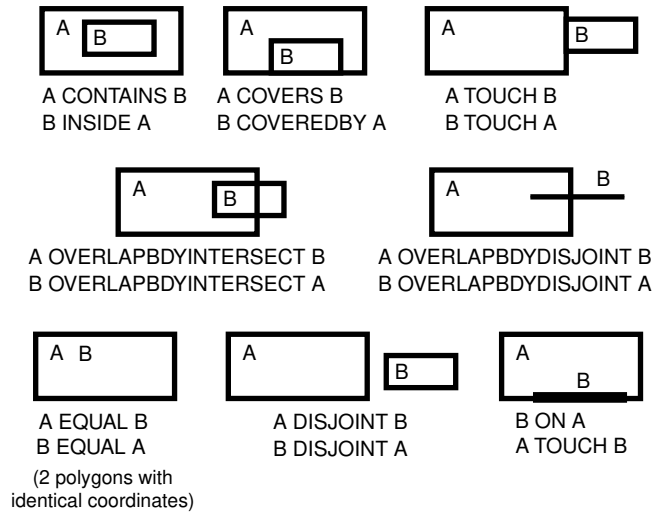 A B
A CONTAINS B
B INSIDE A
A B
A COVERS B
B COVEREDBY A
A B
A TOUCH B
B TOUCH A
A B
A OVERLAPBDYINTERSECT B
B OVERLAPBDYINTERSECT A
A B
A OVERLAPBDYDISJOINT B
B OVERLAPBDYDISJOINT A
A B
A EQUAL B
B EQUAL A
(2 polygons with
identical coordinates)
A B
A DISJOINT B
B DISJOINT A
A
B
B ON A
A TOUCH B